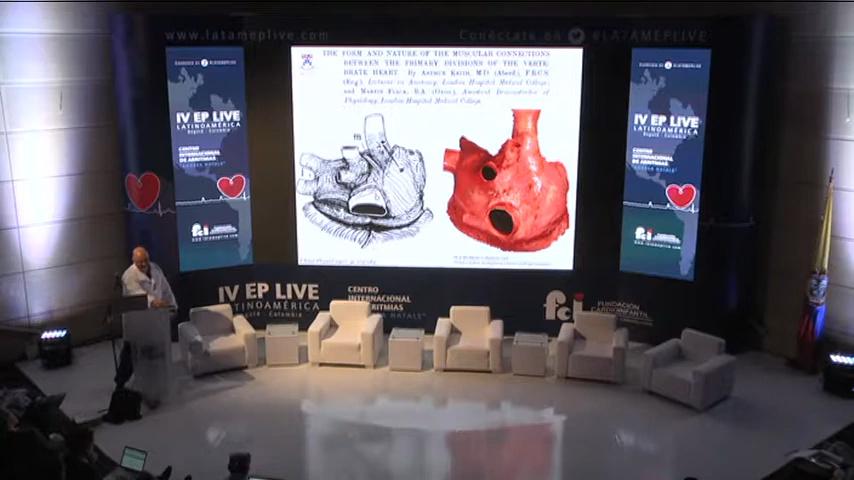 www.latameplive.com
Conéctate en @LATAMEPLIVE
THE FORM AND NATURE OF THE MUSCULAR CONNECTIONS
BETWEEN THE PRIMARY DIVISIONS OF THE VERTE-
BRATE HEART. By ARTHUR KEITH, M.D. (Aberd.), F.R.C.S.
(Eng.), Lecturer on Anatomy, London Hospital Medical College,
and MARTIN FLACK, B.A. (Oxon.), Assistant Demonstrator of
Physiology, London Hospital Medical College.
IV EP LIVE
LATINOAMÉRICA
Bogotá - Colombia
CENTRO
INTERNACIONAL
DE ARRITMIAS
IV EP LIVE
LATINOAMÉRICA
Bogotá - Colombia
CENTRO
INTERNACIONAL
DE ARRITMIAS
fci
fci
IV EP LIVE
TINOAMÉRICA
Bogotá - Colombia
CENTRO
INTERNACIONAL
fci
FUNDACIÓN
CARDIOINFANTIL